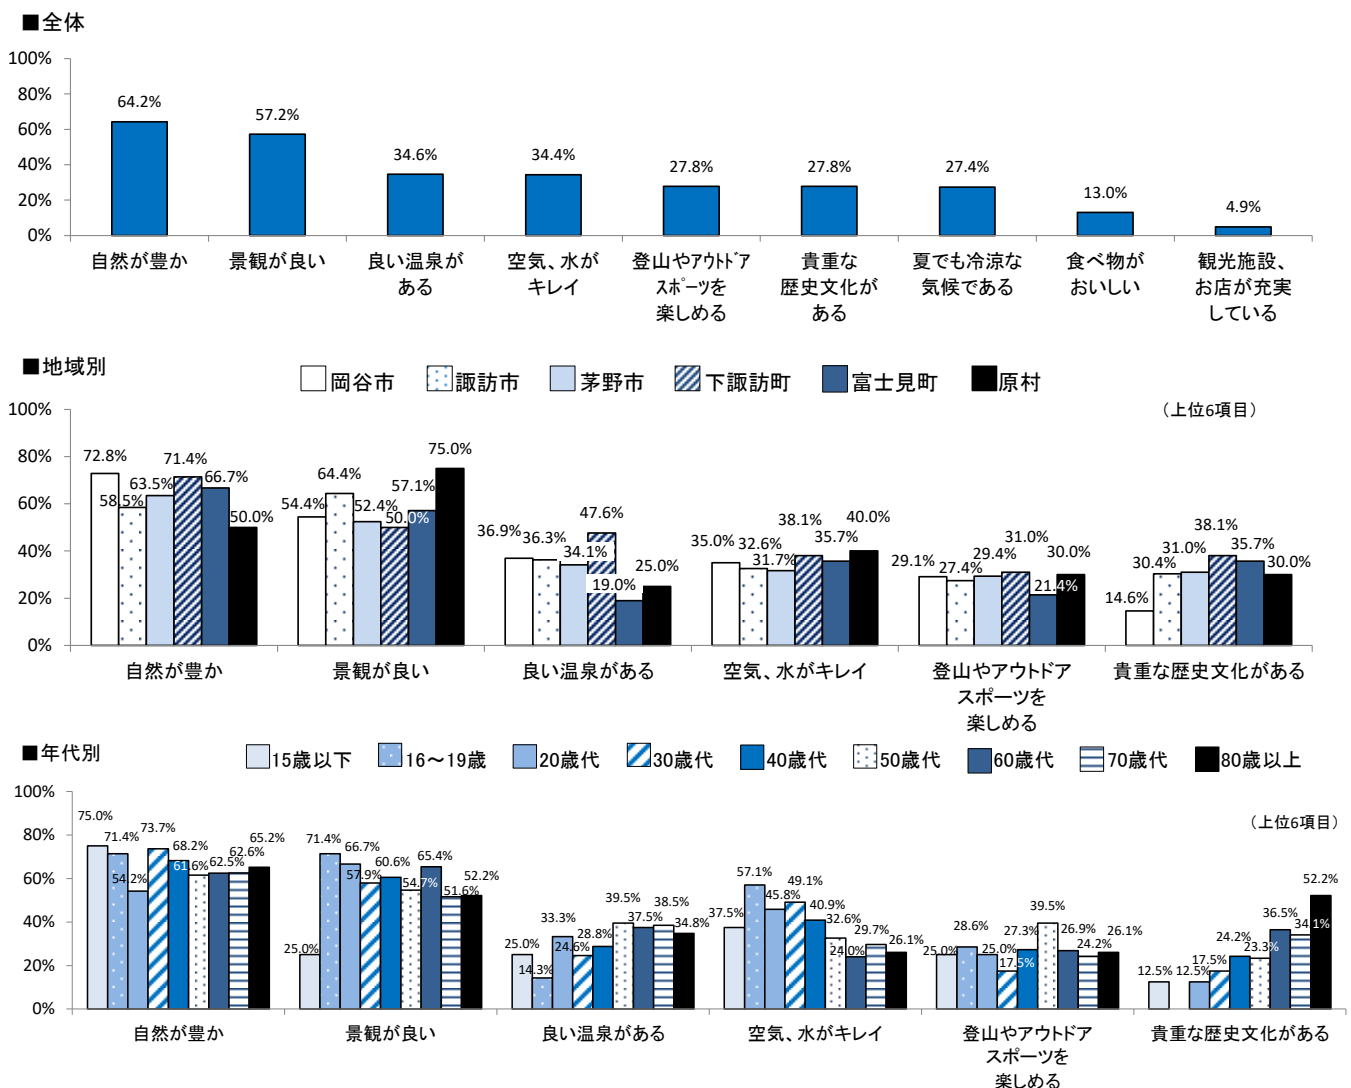 ■全体
100%
80%
60%
40%
20%
0%
64.2%
57.2%
34.6%
34.4%
27.8%
27.8%
27.4%
13.0%
4.9%
自然が豊か
景観が良い
良い温泉が
ある
空気、水が
キレイ
登山やアウトドア
スポーツを
楽しめる
貴重な
歴史文化が
ある
夏でも冷涼な
気候である
食べ物が
おいしい
観光施設、
お店が充実
している
■地域別
岡谷市 諏訪市 茅野市 下諏訪町 富士見町 原村
(上位6項目)
100%
80%
60%
40%
20%
0%
72.8% 58.5% 63.5% 71.4% 66.7% 50.0%
54.4% 64.4% 52.4% 50.0% 57.1% 75.0%
36.9% 36.3% 34.1% 47.6% 19.0% 25.0%
35.0% 32.6% 31.7% 38.1% 35.7% 40.0%
29.1% 27.4% 29.4% 31.0% 21.4% 30.0%
14.6% 30.4% 31.0% 38.1% 35.7% 30.0%
自然が豊か
景観が良い
良い温泉がある
空気、水がキレイ
登山やアウトドア
スポーツを
楽しめる
貴重な歴史文化がある
■年代別
15歳以下 16～19歳 20歳代 30歳代 40歳代 50歳代 60歳代 70歳代 80歳以上
(上位6項目)
100%
80%
60%
40%
20%
0%
75.0% 71.4% 54.2% 73.7% 68.2% 61.6% 62.5% 62.6% 65.2%
25.0% 71.4% 66.7% 57.9% 60.6% 54.7% 65.4% 51.6% 52.2%
25.0% 14.3% 33.3% 24.6% 28.8% 39.5% 37.5% 38.5% 34.8%
37.5% 57.1% 45.8% 49.1% 40.9% 32.6% 24.0% 29.7% 26.1%
25.0% 28.6% 25.0% 17.5% 27.3% 39.5% 26.9% 24.2% 26.1%
12.5% 12.5% 17.5% 24.2% 23.3% 36.5% 34.1% 52.2%
自然が豊か
景観が良い
良い温泉がある
空気、水がキレイ
登山やアウトドア
スポーツを
楽しめる
貴重な歴史文化がある